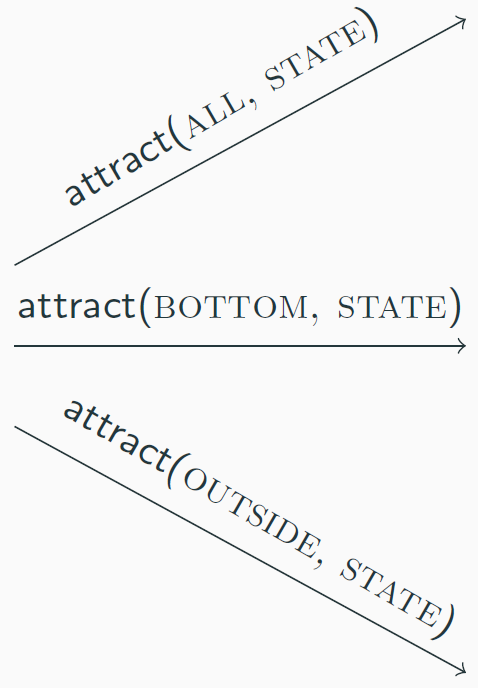 attract(ALL, STATE)
attract(BOTTOM, STATE)
attract(OUTSIDE, STATE)